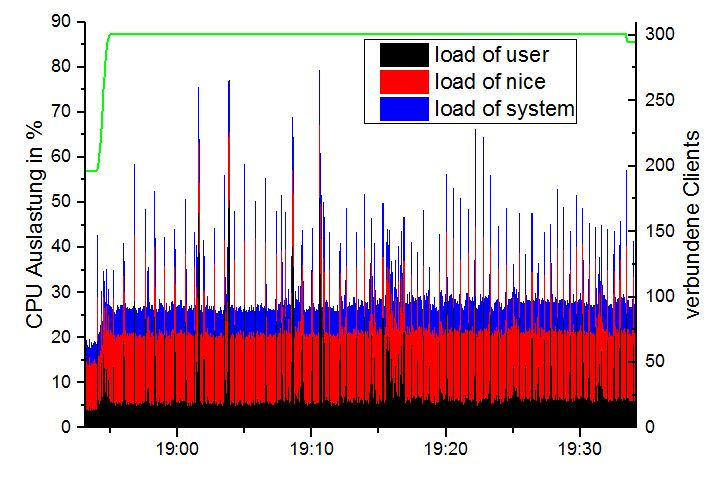 90
80
70
60
50
40
30
20
10
0
CPU Auslastung in %
load of user
load of nice
load of system
300
250
200
150
100
50
0
verbundene Clients
19:00 19:10 19:20 19:30